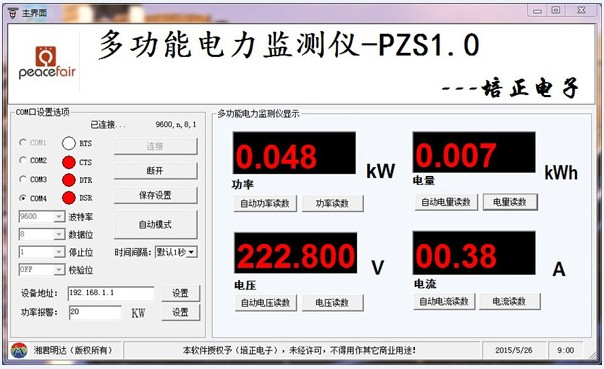 主界面
peacefair
多功能电力监测仪-PZS1.0
---培正电子
COM口设置选项
已连接... 9600,n,8,1
COM1 RTS 连接
COM2 CTS 断开
COM3 DTR 保存设置
COM4 DSR 自动模式
9600 波特率
8 数据位
1 停止位 时间间隔: 默认1秒
OFF 校验位
设备地址: 192.168.1.1 设置
功率报警: 20 KW 设置
多功能电力监测仪显示
0.048 kW
功率
自动功率读数 功率读数
0.007 kWh
电量
自动电量读数 电量读数
222.800 V
电压
自动电压读数 电压读数
00.38 A
电流
自动电流读数 电流读数
湘君明达（版权所有）
本软件授权予（培正电子），未经许可，不得用作其它商业用途！
2015/5/26 9:00